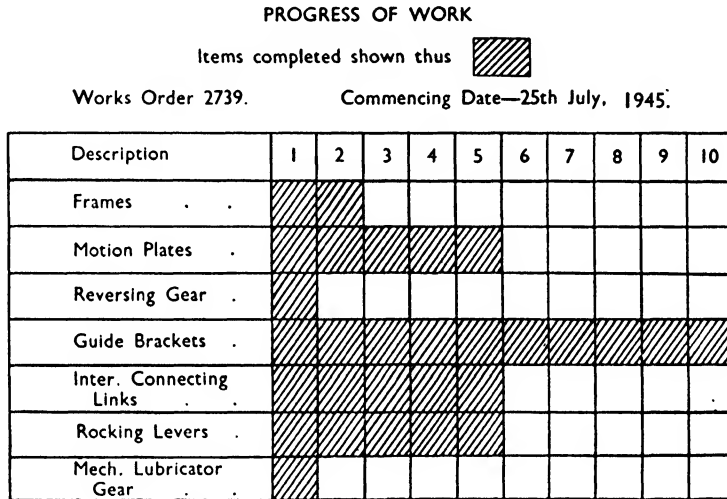 PROGRESS OF WORK
Items completed shown thus
Works Order 2739. Commencing Date—25th July, 1945.
Description 1 2 3 4 5 6 7 8 9 10
Frames . .
Motion Plates .
Reversing Gear .
Guide Brackets .
Inter. Connecting
Links . .
Rocking Levers .
Mech. Lubricator
Gear . . .